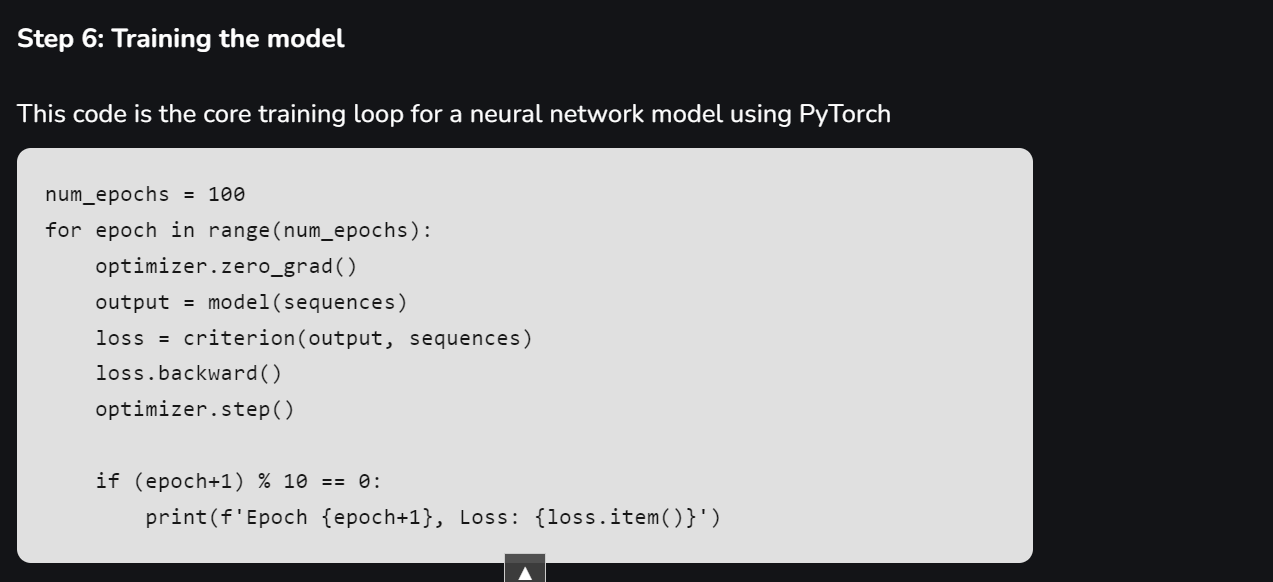 Step 6: Training the model
This code is the core training loop for a neural network model using PyTorch
num_epochs = 100
for epoch in range(num_epochs):
    optimizer.zero_grad()
    output = model(sequences)
    loss = criterion(output, sequences)
    loss.backward()
    optimizer.step()

    if (epoch+1) % 10 == 0:
        print(f'Epoch {epoch+1}, Loss: {loss.item()}')